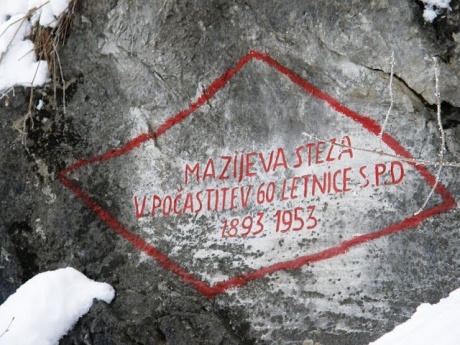 MAZIJEVA STEZA
V POČASTITEV 60 LETNICE S.P.D
1893 1953